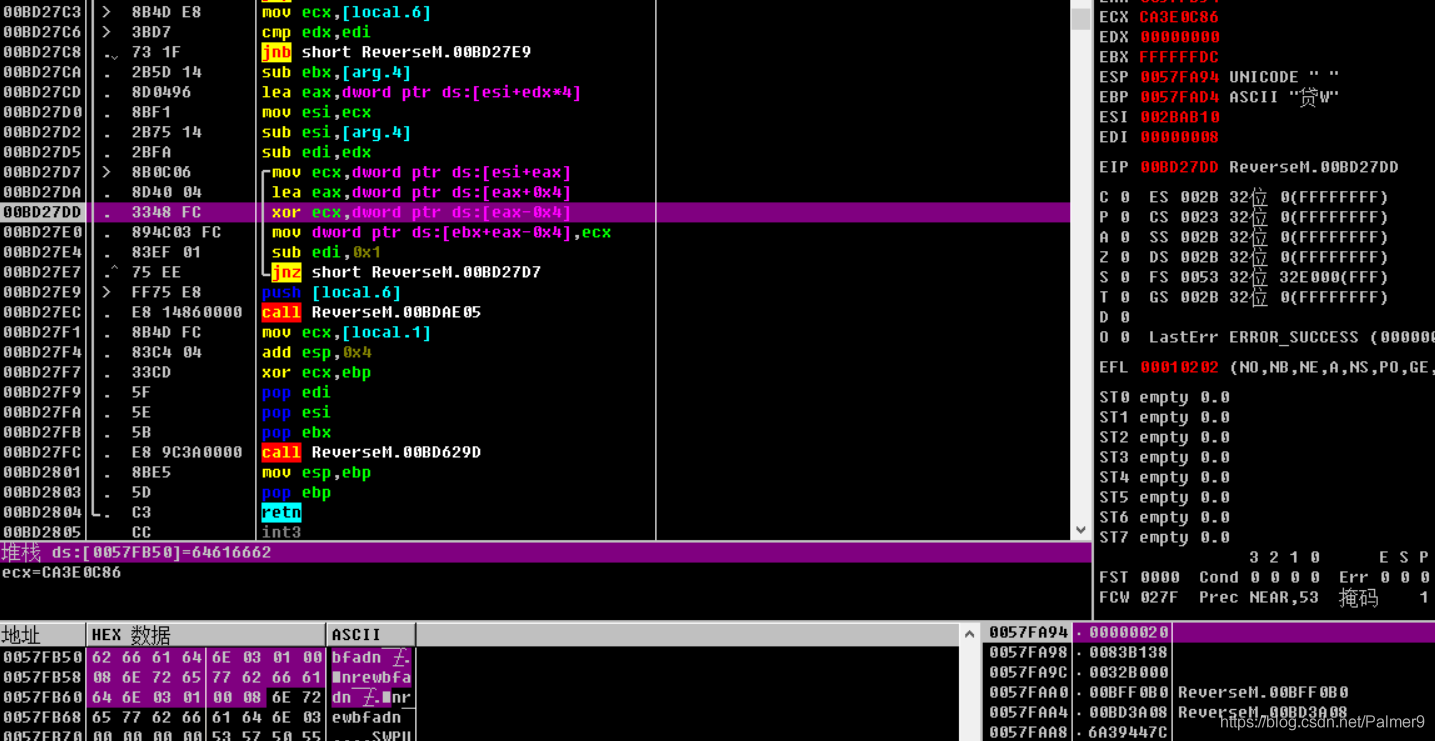 00BD27C3 > 8B4D E8 mov ecx,[local.6]
00BD27C6 > 3BD7 cmp edx,edi
00BD27C8 . 73 1F jnb short ReverseM.00BD27E9
00BD27CA . 2B5D 14 sub ebx,[arg.4]
00BD27CD . 8D0496 lea eax,dword ptr ds:[esi+edx*4]
00BD27D0 . 8BF1 mov esi,ecx
00BD27D2 . 2B75 14 sub esi,[arg.4]
00BD27D5 . 2BFA sub edi,edx
00BD27D7 > 8B0C06 mov ecx,dword ptr ds:[esi+eax]
00BD27DA . 8D40 04 lea eax,dword ptr ds:[eax+0x4]
00BD27DD . 3348 FC xor ecx,dword ptr ds:[eax-0x4]
00BD27E0 . 894C03 FC mov dword ptr ds:[ebx+eax-0x4],ecx
00BD27E4 . 83EF 01 sub edi,0x1
00BD27E7 .^ 75 EE jnz short ReverseM.00BD27D7
00BD27E9 > FF75 E8 push [local.6]
00BD27EC . E8 14860000 call ReverseM.00BDAE05
00BD27F1 . 8B4D FC mov ecx,[local.1]
00BD27F4 . 83C4 04 add esp,0x4
00BD27F7 . 33CD xor ecx,ebp
00BD27F9 . 5F pop edi
00BD27FA . 5E pop esi
00BD27FB . 5B pop ebx
00BD27FC . E8 9C3A0000 call ReverseM.00BD629D
00BD2801 . 8BE5 mov esp,ebp
00BD2803 . 5D pop ebp
00BD2804 . C3 retn
00BD2805 CC int3
堆栈 ds:[0057FB50]=64616662
ecx=CA3E0C86
ECX CA3E0C86
EDX 00000000
EBX FFFFFFDC
ESP 0057FA94 UNICODE " "
EBP 0057FAD4 ASCII "贷W"
ESI 002BAB10
EDI 00000008
EIP 00BD27DD ReverseM.00BD27DD
C 0 ES 002B 32位 0(FFFFFFFF)
P 0 CS 0023 32位 0(FFFFFFFF)
A 0 SS 002B 32位 0(FFFFFFFF)
Z 0 DS 002B 32位 0(FFFFFFFF)
S 0 FS 0053 32位 32E000(FFF)
T 0 GS 002B 32位 0(FFFFFFFF)
D 0
O 0 LastErr ERROR_SUCCESS (000000
EFL 00010202 (NO,NB,NE,A,NS,PO,GE,
ST0 empty 0.0
ST1 empty 0.0
ST2 empty 0.0
ST3 empty 0.0
ST4 empty 0.0
ST5 empty 0.0
ST6 empty 0.0
ST7 empty 0.0
3 2 1 0 E S P
FST 0000 Cond 0 0 0 0 Err 0 0 0
FCW 027F Prec NEAR,53 掩码 1
地址 HEX 数据 ASCII
0057FB50 62 66 61 64 6E 03 01 00 bfadn
0057FB58 08 6E 72 65 77 62 66 61 nrewbfa
0057FB60 64 6E 03 01 00 08 6E 72 dn nr
0057FB68 65 77 62 66 61 64 6E 03 ewbfadn
0057FB70 00 00 00 00 53 57 50 55 ....SWPU
0057FA94 . 00000020
0057FA98 . 0083B138
0057FA9C . 0032B000
0057FAA0 . 00BFF0B0 ReverseM.00BFF0B0
0057FAA4 . 00BD3A08 ReverseM.00BD3A08
0057FAA8 . 6A39447C
https://blog.csdn.net/Palmer9